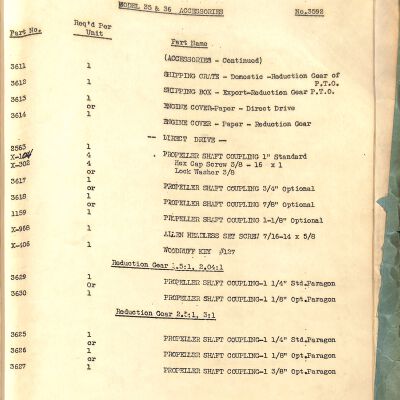 MODEL 35 & 36 ACCESSORIES No.3592
Part No. Req'd Per Unit Part Name
(ACCESSORIES - Continued)
3611 1 SHIPPING CRATE - Domestic -Reduction Gear of P.T.O.
3612 1 SHIPPING BOX - Export-Reduction Gear P.T.O.
3613 1 ENGINE COVER-Paper - Direct Drive
or
3614 1 ENGINE COVER - Paper - Reduction Gear
-- DIRECT DRIVE --
2563 1 PROPELLER SHAFT COUPLING 1" Standard
4 Hex Cap Screw 3/8 - 16 x 1
X-302 4 Lock Washer 3/8
or
3617 1 PROPELLER SHAFT COUPLING 3/4" Optional
or
3618 1 PROPELLER SHAFT COUPLING 7/8" Optional
or
1159 1 PROPELLER SHAFT COUPLING 1-1/8" Optional
X-968 1 ALLEN HEADLESS SET SCREW 7/16-14 x 5/8
X-406 1 WOODRUFF KEY #127
Reduction Gear 1.5:1, 2.04:1
3629 1 PROPELLER SHAFT COUPLING-1 1/4" Std.Paragon
Or
3630 1 PROPELLER SHAFT COUPLING-1 1/8" Opt.Paragon
Reduction Gear 2.5:1, 3:1
3625 1 PROPELLER SHAFT COUPLING-1 1/4" Std.Paragon
or
3626 1 PROPELLER SHAFT COUPLING-1 1/8" Opt.Paragon
or
3627 1 PROPELLER SHAFT COUPLING-1 3/8" Opt.Paragon